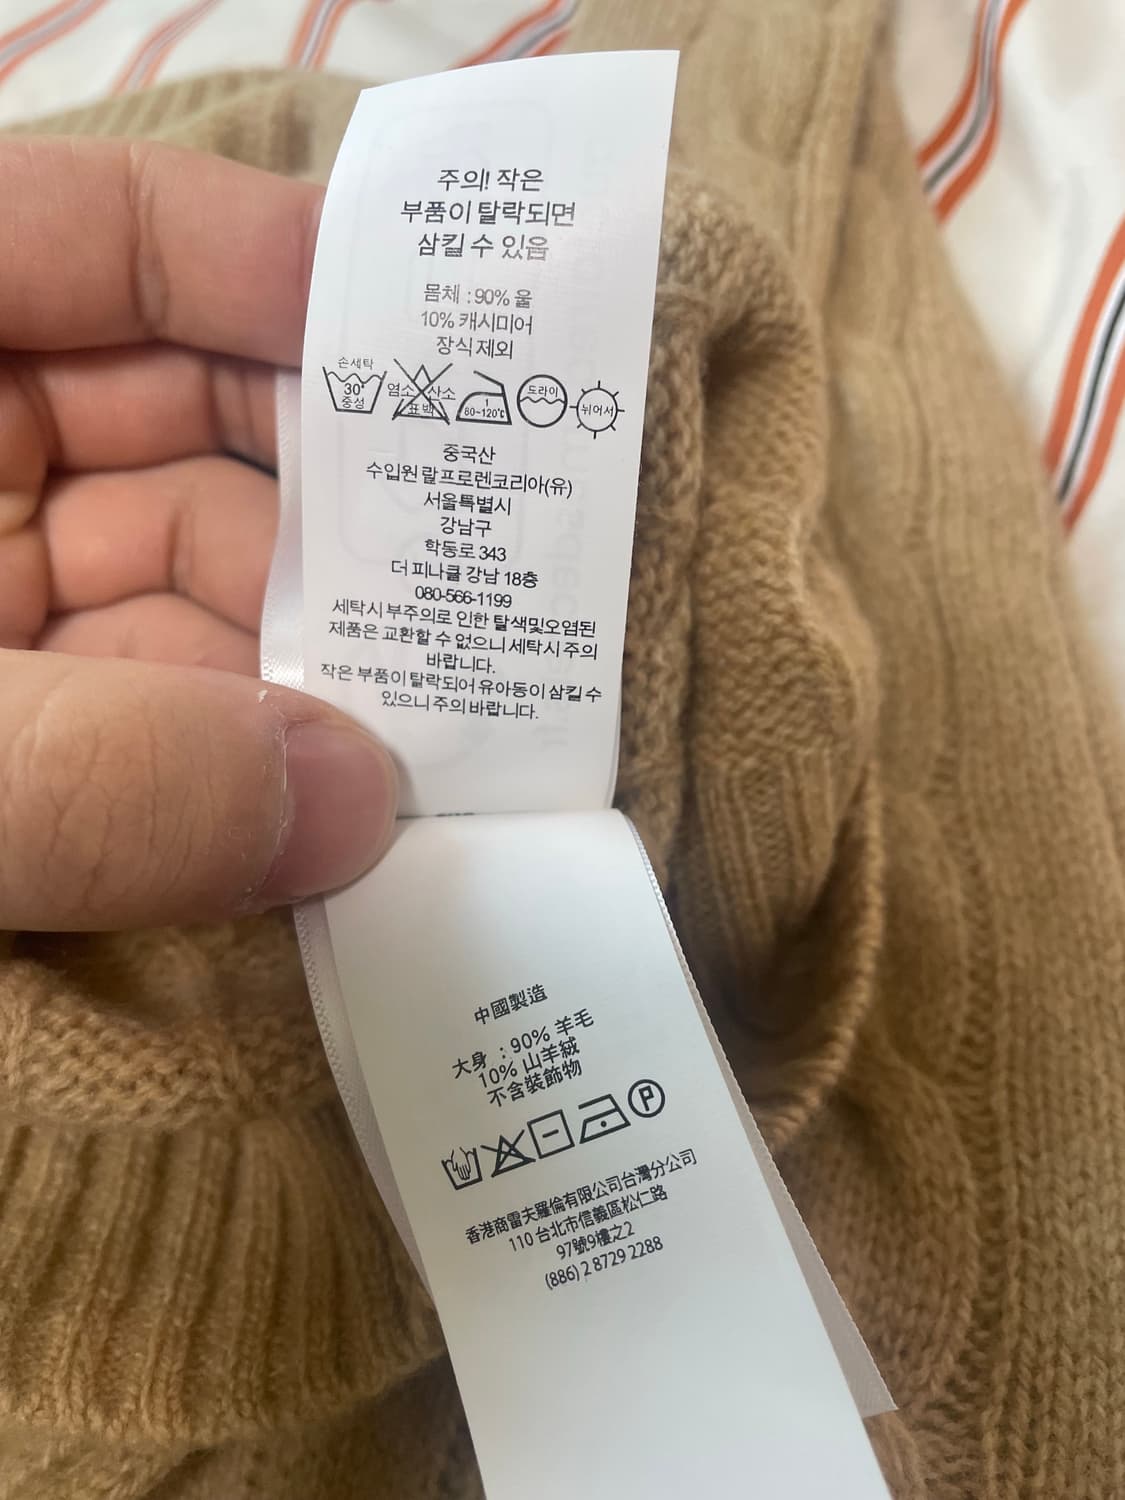 주의! 작은
부품이 탈락되면
삼킬 수 있음
몸체 : 90% 울
10% 캐시미어
장식 제외
손세탁
30°
중성
염소 산소
표백
1
80~120℃
드라이
뉘어서
중국산
수입원 랄프로렌코리아(유)
서울특별시
강남구
학동로 343
더 피나클 강남 18층
080-566-1199
세탁시 부주의로 인한 탈색및오염된
제품은 교환할 수 없으니 세탁시 주의
바랍니다.
작은 부품이 탈락되어 유아동이 삼킬 수
있으니 주의 바랍니다.
中國製造
大身 : 90% 羊毛
10% 山羊絨
不含裝飾物
P
香港商雷夫羅倫有限公司台灣分公司
110 台北市信義區松仁路
97號9樓之2
(886) 2 8729 2288